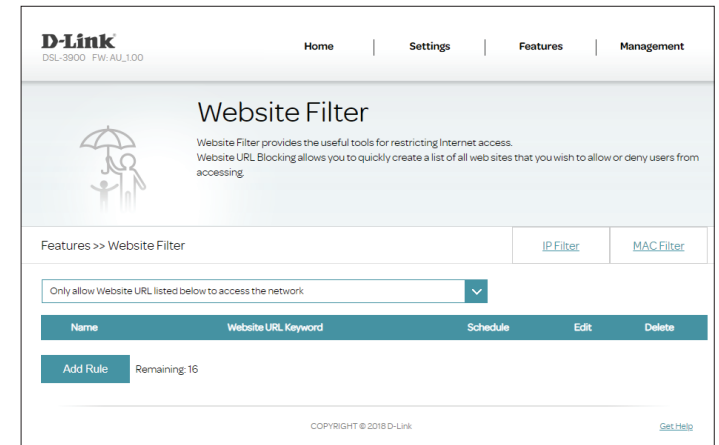 D-Link
DSL-3900 FW: AU_1.00
Home
Settings
Features
Management
Website Filter
Website Filter provides the useful tools for restricting Internet access.
Website URL Blocking allows you to quickly create a list of all web sites that you wish to allow or deny users from
accessing.
Features >> Website Filter
IP Filter
MAC Filter
Only allow Website URL listed below to access the network
Name Website URL Keyword Schedule Edit Delete
Add Rule Remaining: 16
COPYRIGHT © 2018 D-Link
Get Help